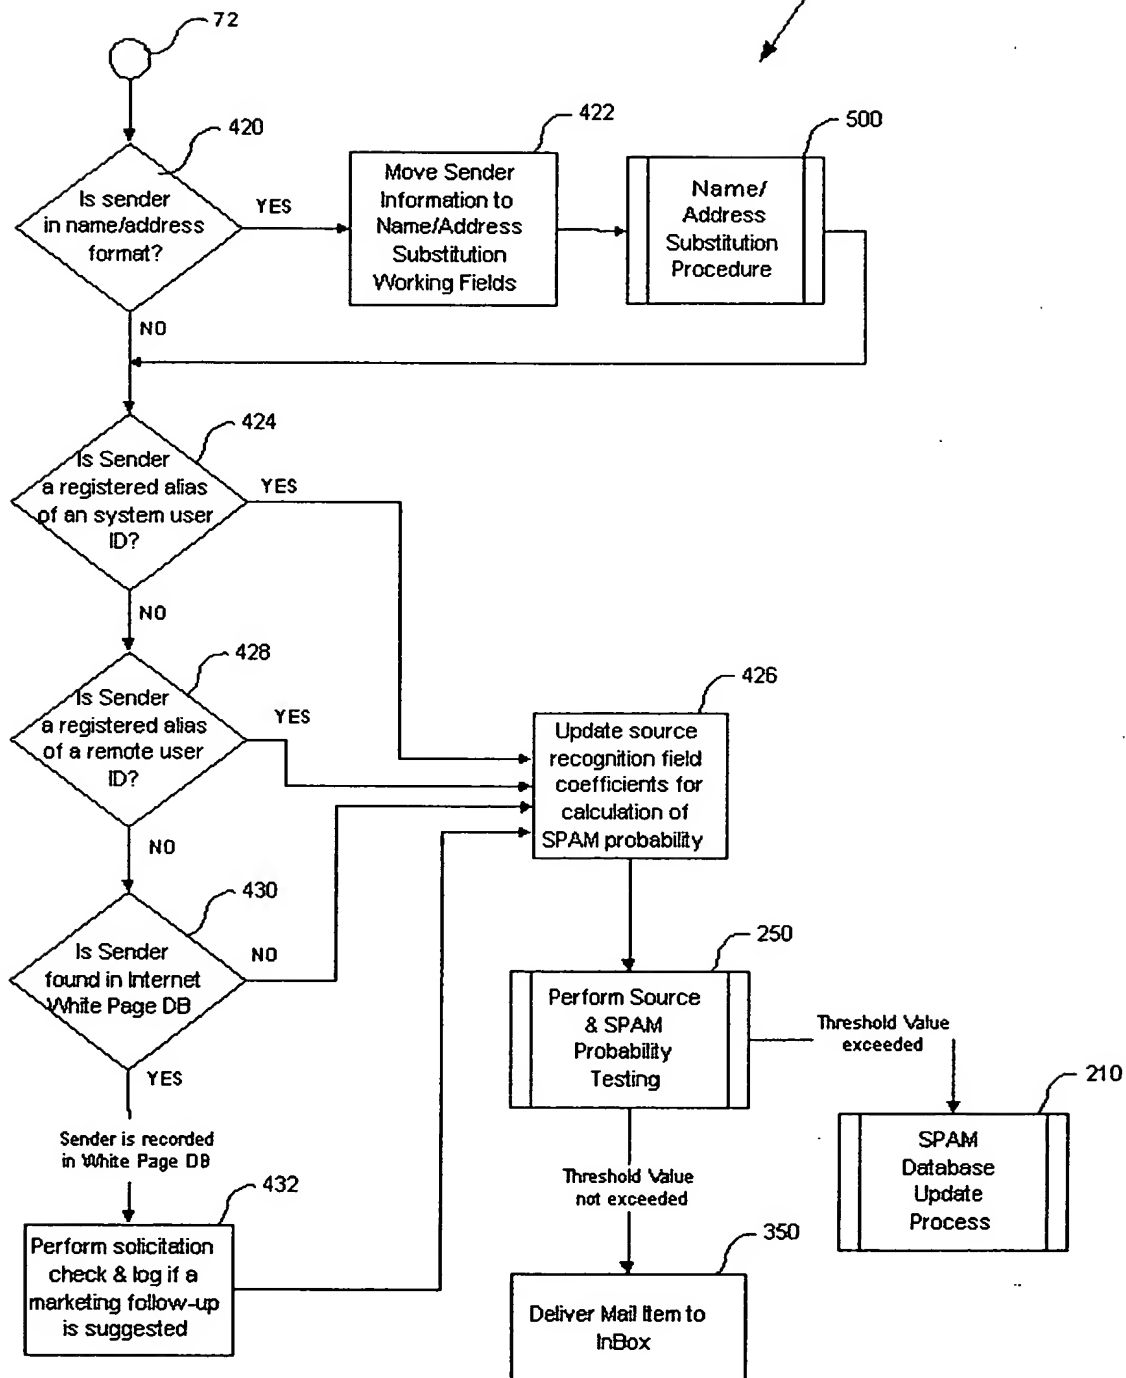 72
420
Is sender
in name/address
format?
YES
NO
422
Move Sender
Information to
Name/Address
Substitution
Working Fields
500
Name/
Address
Substitution
Procedure
424
Is Sender
a registered alias
of an system user
ID?
YES
NO
428
Is Sender
a registered alias
of a remote user
ID?
YES
NO
426
Update source
recognition field
coefficients for
calculation of
SPAM probability
430
Is Sender
found in Internet
White Page DB
NO
YES
Sender is recorded
in White Page DB
432
Perform solicitation
check & log if a
marketing follow-up
is suggested
250
Perform Source
& SPAM
Probability
Testing
Threshold Value
exceeded
210
SPAM
Database
Update
Process
Threshold Value
not exceeded
350
Deliver Mail Item to
InBox